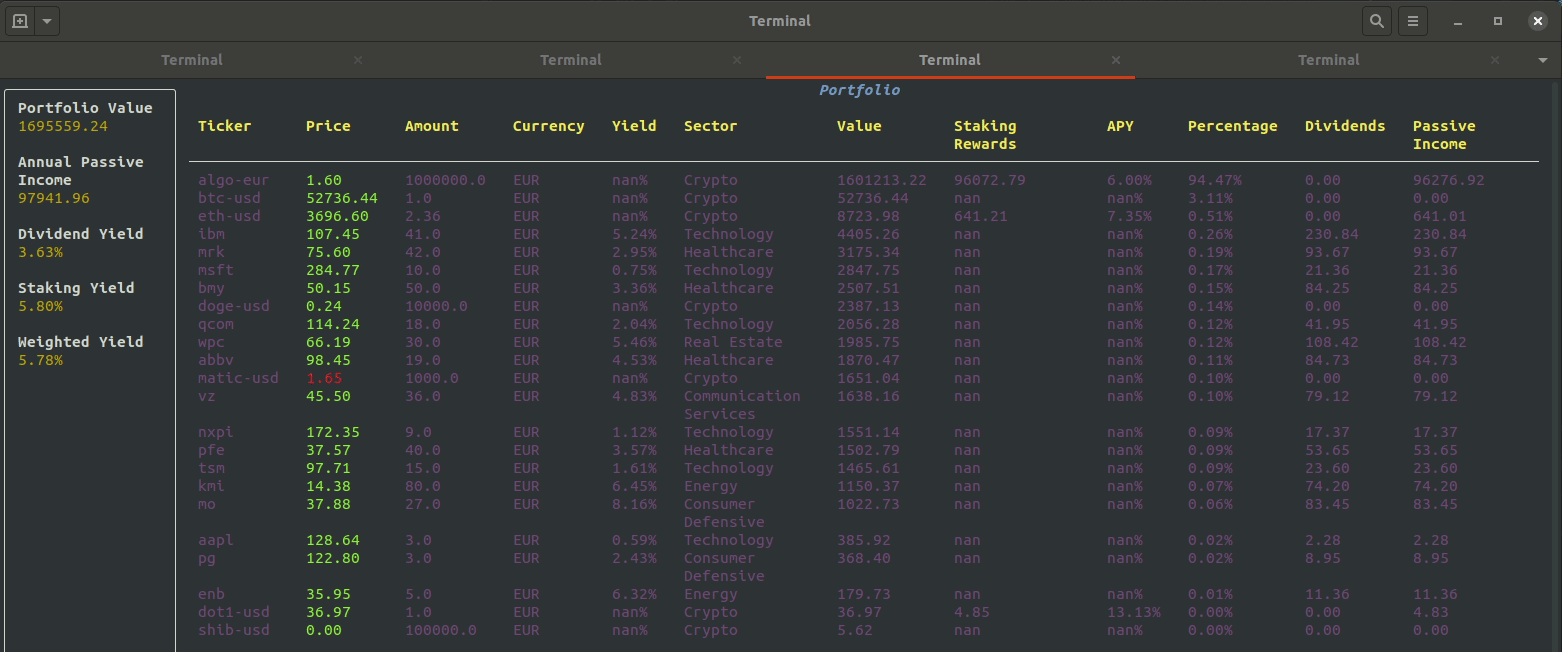 Terminal
Terminal Terminal Terminal Terminal
Portfolio Value
1695559.24
Annual Passive
Income
97941.96
Dividend Yield
3.63%
Staking Yield
5.80%
Weighted Yield
5.78%
Portfolio
Ticker Price Amount Currency Yield Sector Value Staking Rewards APY Percentage Dividends Passive Income
algo-eur 1.60 1000000.0 EUR nan% Crypto 1601213.22 96072.79 6.00% 94.47% 0.00 96276.92
btc-usd 52736.44 1.0 EUR nan% Crypto 52736.44 nan nan% 3.11% 0.00 0.00
eth-usd 3696.60 2.36 EUR nan% Crypto 8723.98 641.21 7.35% 0.51% 0.00 641.01
ibm 107.45 41.0 EUR 5.24% Technology 4405.26 nan nan% 0.26% 230.84 230.84
mrk 75.60 42.0 EUR 2.95% Healthcare 3175.34 nan nan% 0.19% 93.67 93.67
msft 284.77 10.0 EUR 0.75% Technology 2847.75 nan nan% 0.17% 21.36 21.36
bmy 50.15 50.0 EUR 3.36% Healthcare 2507.51 nan nan% 0.15% 84.25 84.25
doge-usd 0.24 10000.0 EUR nan% Crypto 2387.13 nan nan% 0.14% 0.00 0.00
qcom 114.24 18.0 EUR 2.04% Technology 2056.28 nan nan% 0.12% 41.95 41.95
wpc 66.19 30.0 EUR 5.46% Real Estate 1985.75 nan nan% 0.12% 108.42 108.42
abbv 98.45 19.0 EUR 4.53% Healthcare 1870.47 nan nan% 0.11% 84.73 84.73
matic-usd 1.65 1000.0 EUR nan% Crypto 1651.04 nan nan% 0.10% 0.00 0.00
vz 45.50 36.0 EUR 4.83% Communication Services 1638.16 nan nan% 0.10% 79.12 79.12
nxpi 172.35 9.0 EUR 1.12% Technology 1551.14 nan nan% 0.09% 17.37 17.37
pfe 37.57 40.0 EUR 3.57% Healthcare 1502.79 nan nan% 0.09% 53.65 53.65
tsm 97.71 15.0 EUR 1.61% Technology 1465.61 nan nan% 0.09% 23.60 23.60
kmi 14.38 80.0 EUR 6.45% Energy 1150.37 nan nan% 0.07% 74.20 74.20
mo 37.88 27.0 EUR 8.16% Consumer Defensive 1022.73 nan nan% 0.06% 83.45 83.45
aapl 128.64 3.0 EUR 0.59% Technology 385.92 nan nan% 0.02% 2.28 2.28
pg 122.80 3.0 EUR 2.43% Consumer Defensive 368.40 nan nan% 0.02% 8.95 8.95
enb 35.95 5.0 EUR 6.32% Energy 179.73 nan nan% 0.01% 11.36 11.36
dot1-usd 36.97 1.0 EUR nan% Crypto 36.97 4.85 13.13% 0.00% 0.00 4.83
shib-usd 0.00 100000.0 EUR nan% Crypto 5.62 nan nan% 0.00% 0.00 0.00